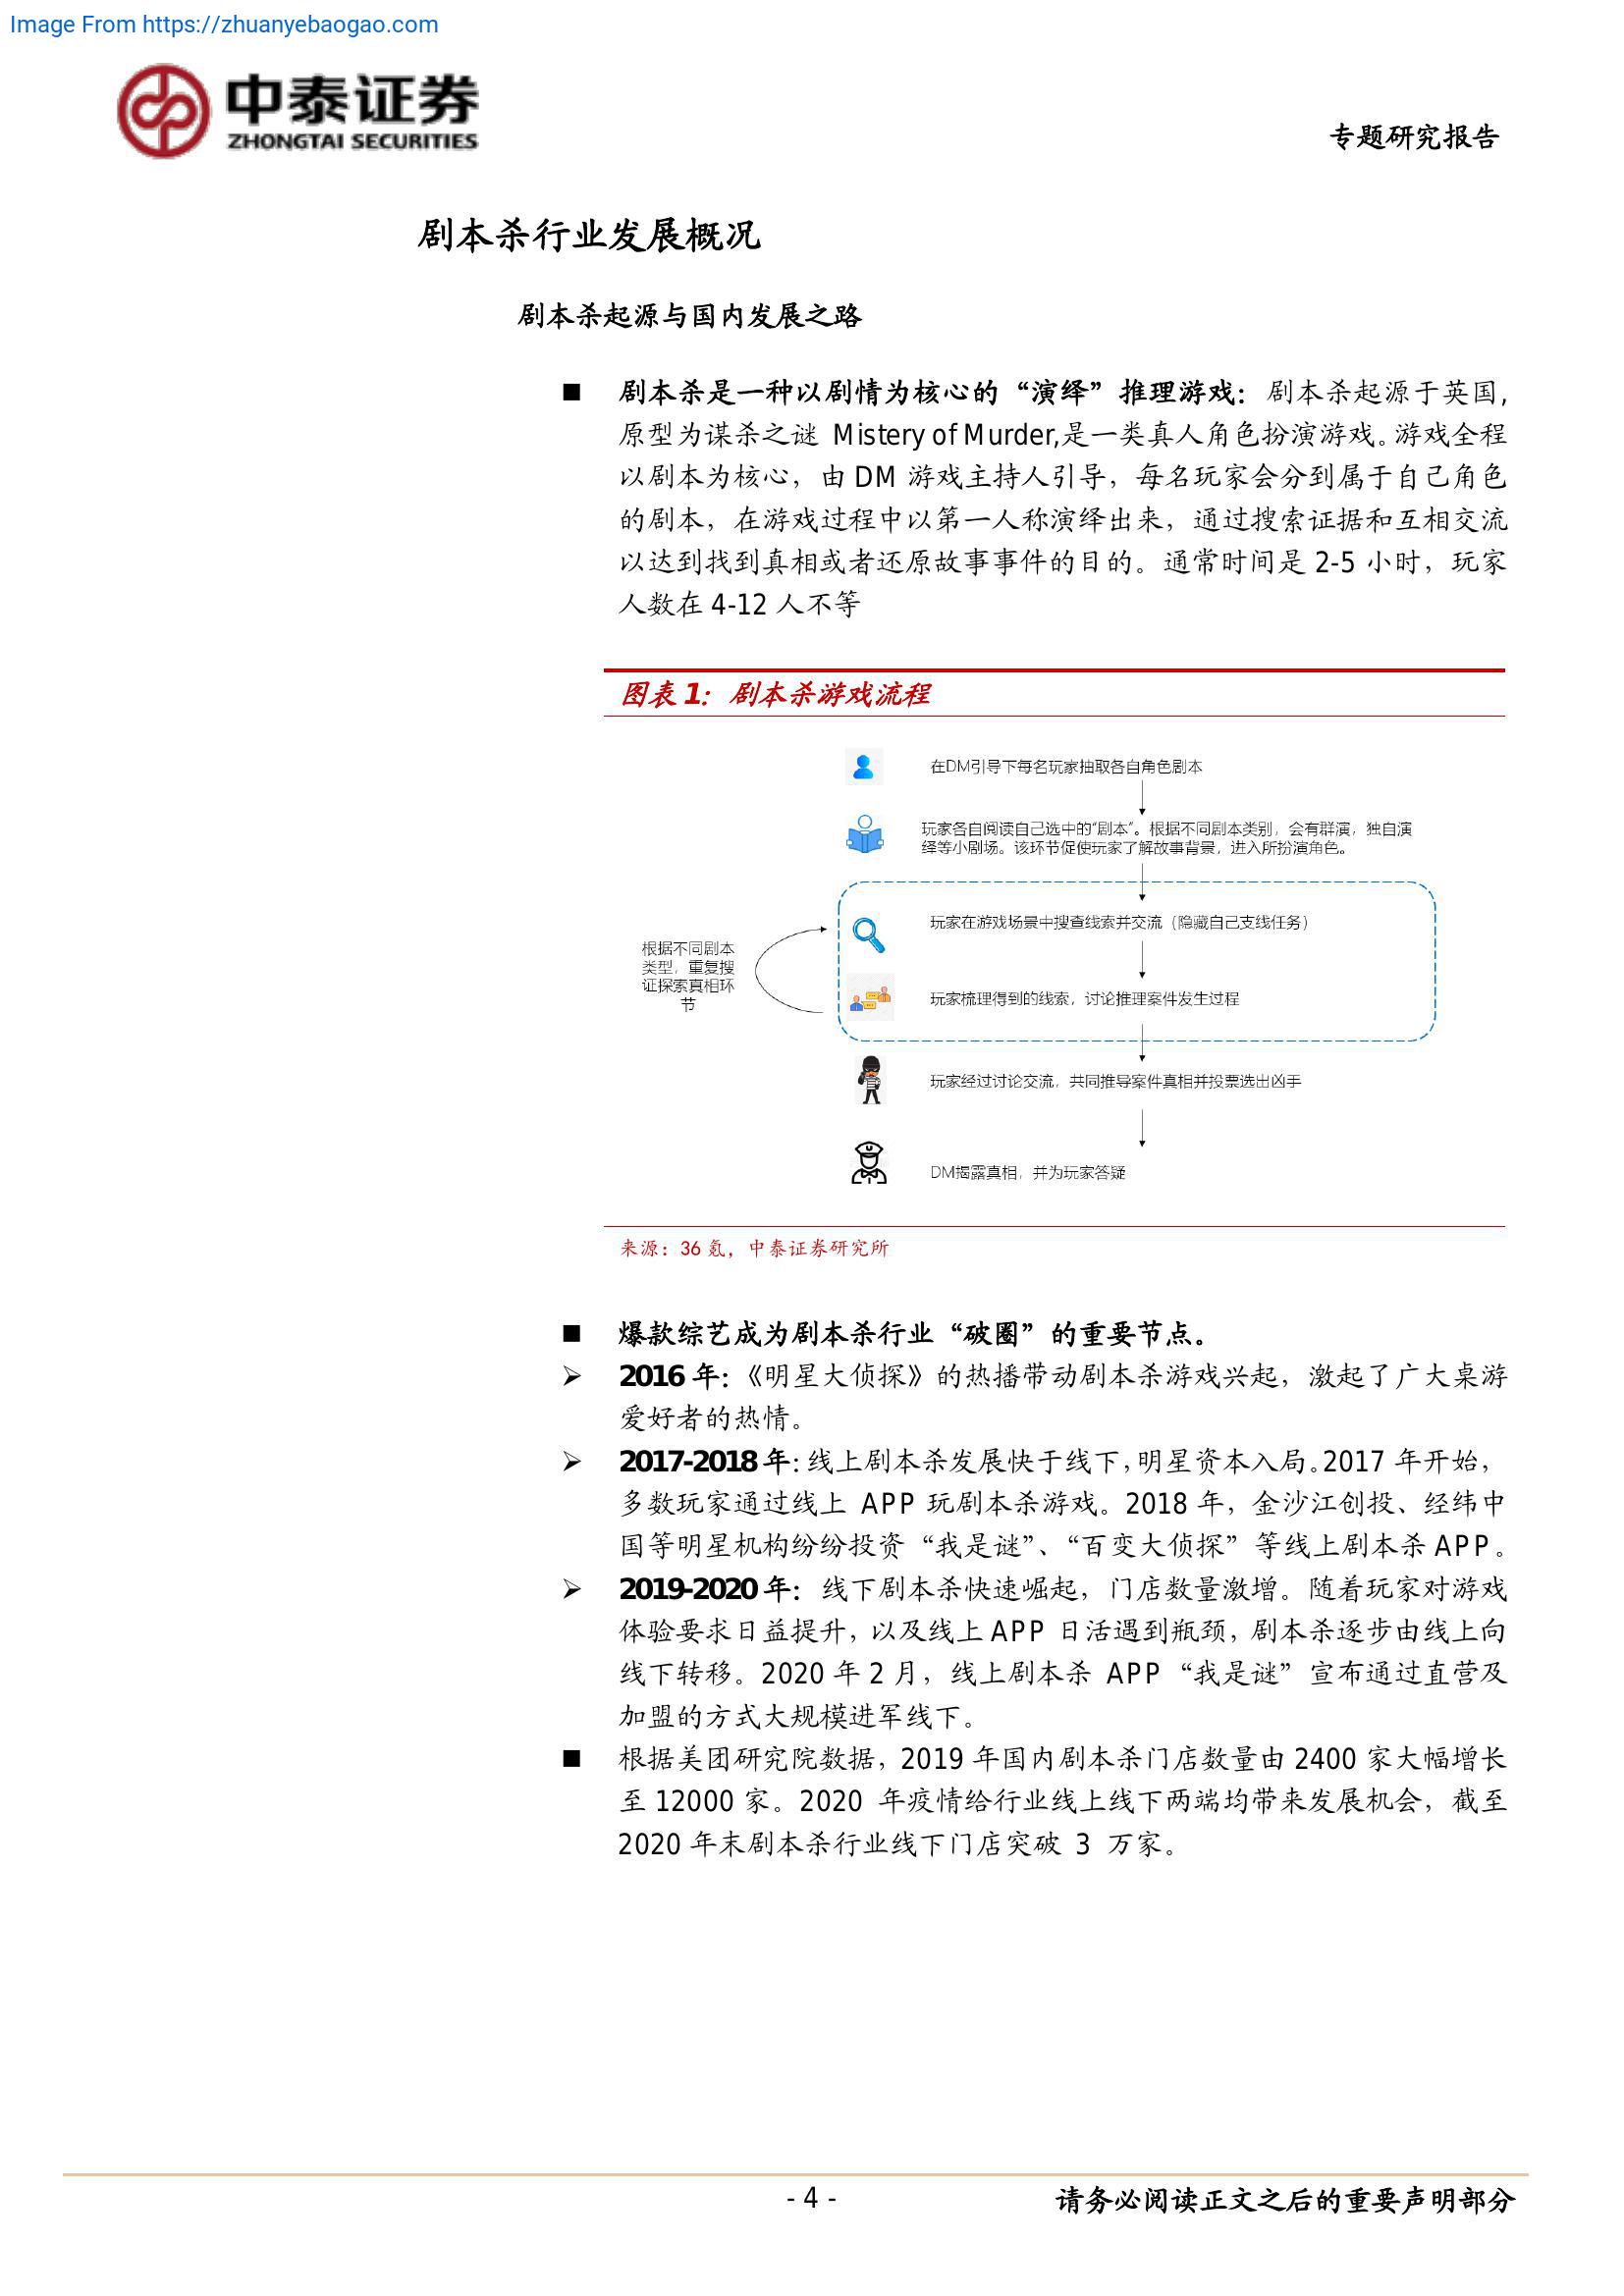 Image From https://zhuanyebaogao.com
中泰证券
ZHONGTAI SECURITIES
专题研究报告
剧本杀行业发展概况
剧本杀起源与国内发展之路
■ 剧本杀是一种以剧情为核心的“演绎”推理游戏：剧本杀起源于英国,
原型为谋杀之谜 Mistery of Murder,是一类真人角色扮演游戏。游戏全程
以剧本为核心，由 DM 游戏主持人引导，每名玩家会分到属于自己角色
的剧本，在游戏过程中以第一人称演绎出来，通过搜索证据和互相交流
以达到找到真相或者还原故事事件的目的。通常时间是 2-5 小时，玩家
人数在 4-12 人不等
图表 1：剧本杀游戏流程
在DM引导下每名玩家抽取各自角色剧本
玩家各自阅读自己选中的“剧本”。根据不同剧本类别，会有群演，独自演
绎等小剧场。该环节促使玩家了解故事背景，进入所扮演角色。
玩家在游戏场景中搜查线索并交流（隐藏自己支线任务）
根据不同剧本
类型，重复搜
证探索真相环
节
玩家梳理得到的线索，讨论推理案件发生过程
玩家经过讨论交流，共同推导案件真相并投票选出凶手
DM揭露真相，并为玩家答疑
来源：36 氪，中泰证券研究所
■ 爆款综艺成为剧本杀行业“破圈”的重要节点。
➢ 2016 年:《明星大侦探》的热播带动剧本杀游戏兴起，激起了广大桌游
爱好者的热情。
➢ 2017-2018 年: 线上剧本杀发展快于线下,明星资本入局。2017 年开始，
多数玩家通过线上 APP 玩剧本杀游戏。2018 年，金沙江创投、经纬中
国等明星机构纷纷投资“我是谜”、“百变大侦探”等线上剧本杀 APP。
➢ 2019-2020 年： 线下剧本杀快速崛起，门店数量激增。随着玩家对游戏
体验要求日益提升，以及线上 APP 日活遇到瓶颈，剧本杀逐步由线上向
线下转移。2020 年 2 月，线上剧本杀 APP“我是谜”宣布通过直营及
加盟的方式大规模进军线下。
■ 根据美团研究院数据，2019 年国内剧本杀门店数量由 2400 家大幅增长
至 12000 家。2020 年疫情给行业线上线下两端均带来发展机会，截至
2020 年末剧本杀行业线下门店突破 3 万家。
- 4 -
请务必阅读正文之后的重要声明部分